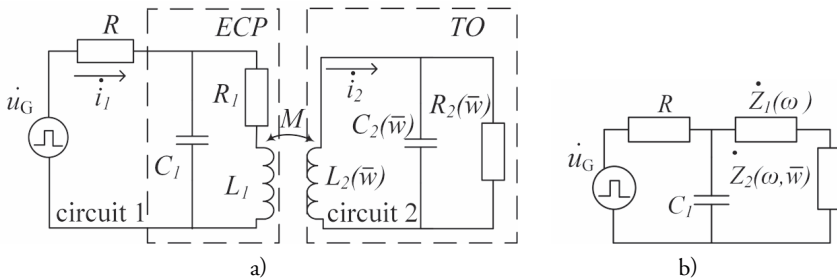 R
ECP
TO
i̇₁
R₁
M
i̇₂
u̇G
C₂(w̅)
R₂(w̅)
C₁
L₁
L₂(w̅)
circuit 1
circuit 2
a)
R
Ż₁(ω)
u̇G
Ż₂(ω,w̅)
C₁
b)